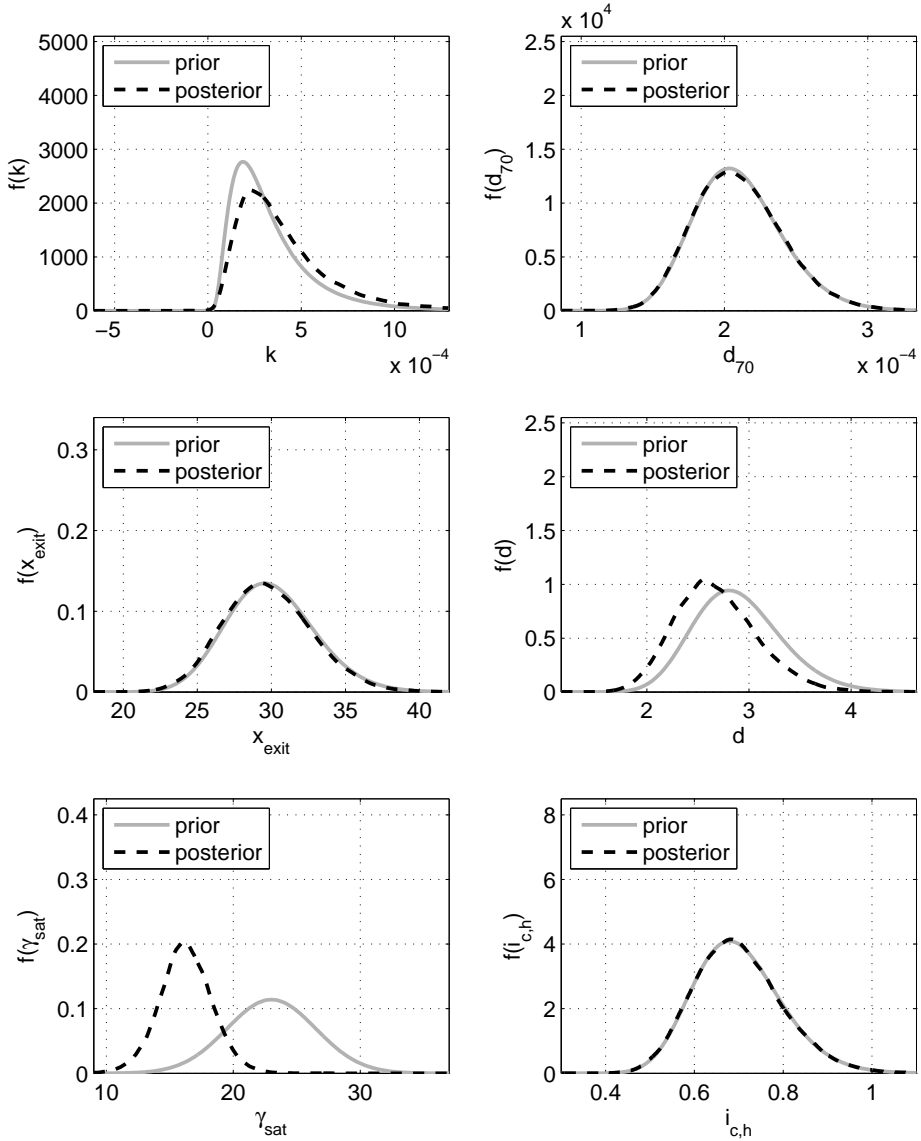 5000
4000
3000
2000
1000
0
f(k)
prior
posterior
−5 0 5 10
k
x 10⁻⁴
x 10⁴
2.5
2
1.5
1
0.5
0
f(d₇₀)
prior
posterior
1 2 3
d₇₀
x 10⁻⁴
0.3
0.2
0.1
0
f(x_exit)
prior
posterior
20 25 30 35 40
x_exit
2.5
2
1.5
1
0.5
0
f(d)
prior
posterior
2 3 4
d
0.4
0.3
0.2
0.1
0
f(γ_sat)
prior
posterior
10 20 30
γ_sat
8
6
4
2
0
f(i_c,h)
prior
posterior
0.4 0.6 0.8 1
i_c,h